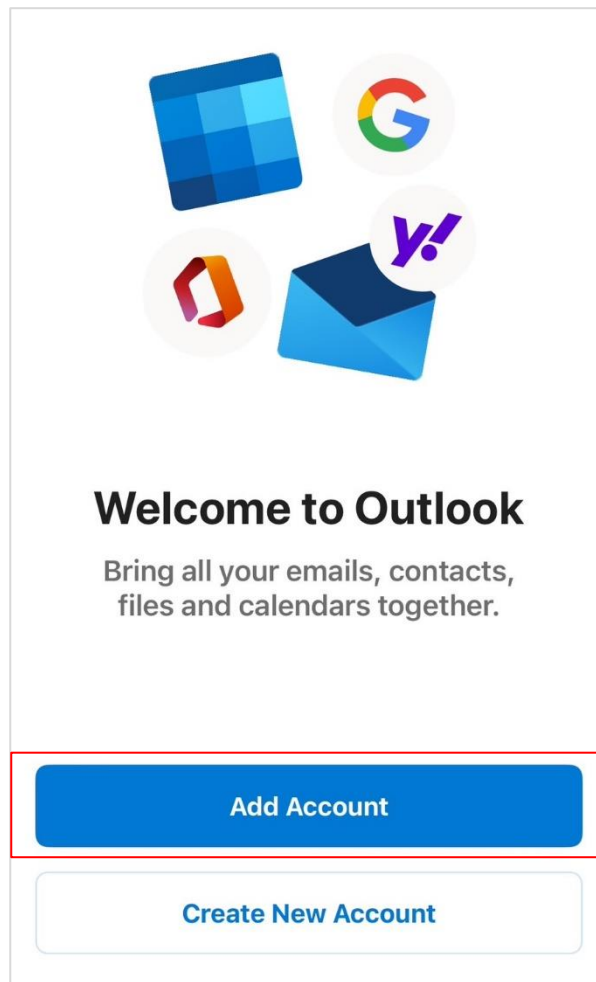 Welcome to Outlook
Bring all your emails, contacts,
files and calendars together.
Add Account
Create New Account